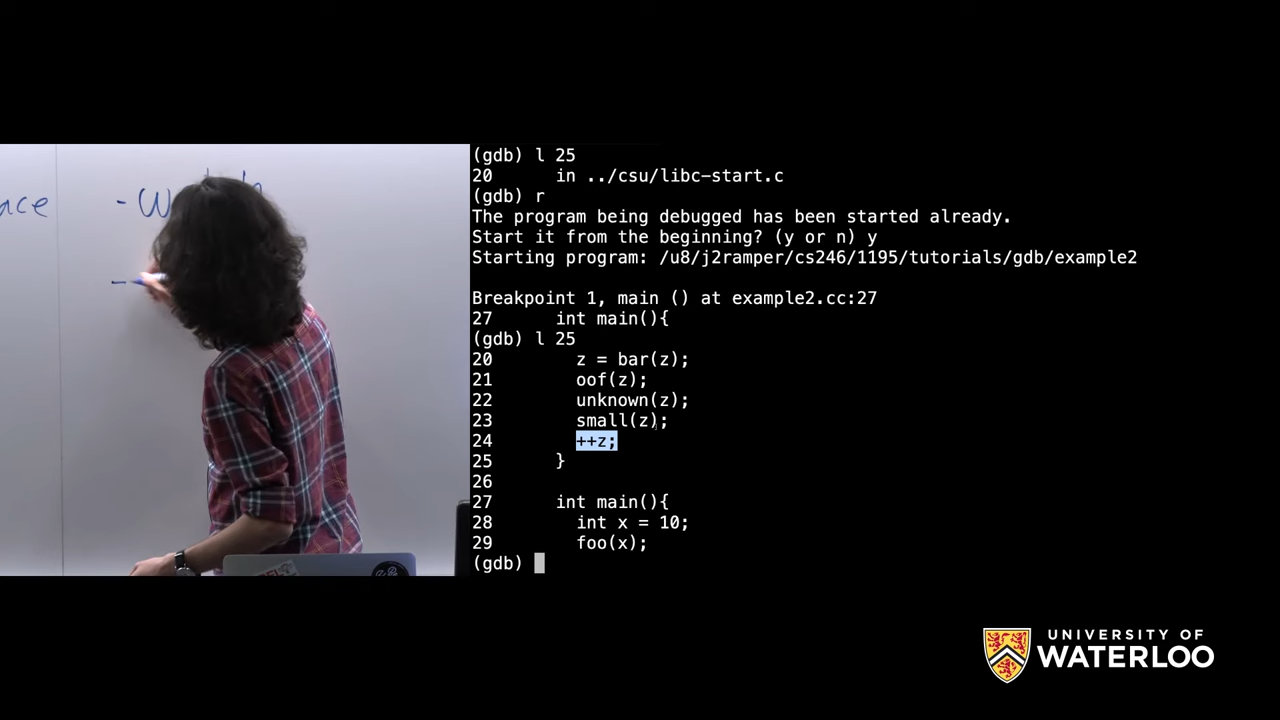 (gdb) l 25
20 in ../csu/libc-start.c
(gdb) r
The program being debugged has been started already.
Start it from the beginning? (y or n) y
Starting program: /u8/j2ramper/cs246/1195/tutorials/gdb/example2
Breakpoint 1, main () at example2.cc:27
27 int main(){
(gdb) l 25
20 z = bar(z);
21 oof(z);
22 unknown(z);
23 small(z);
24 ++z;
25 }
26
27 int main(){
28 int x = 10;
29 foo(x);
(gdb)
UNIVERSITY OF
WATERLOO